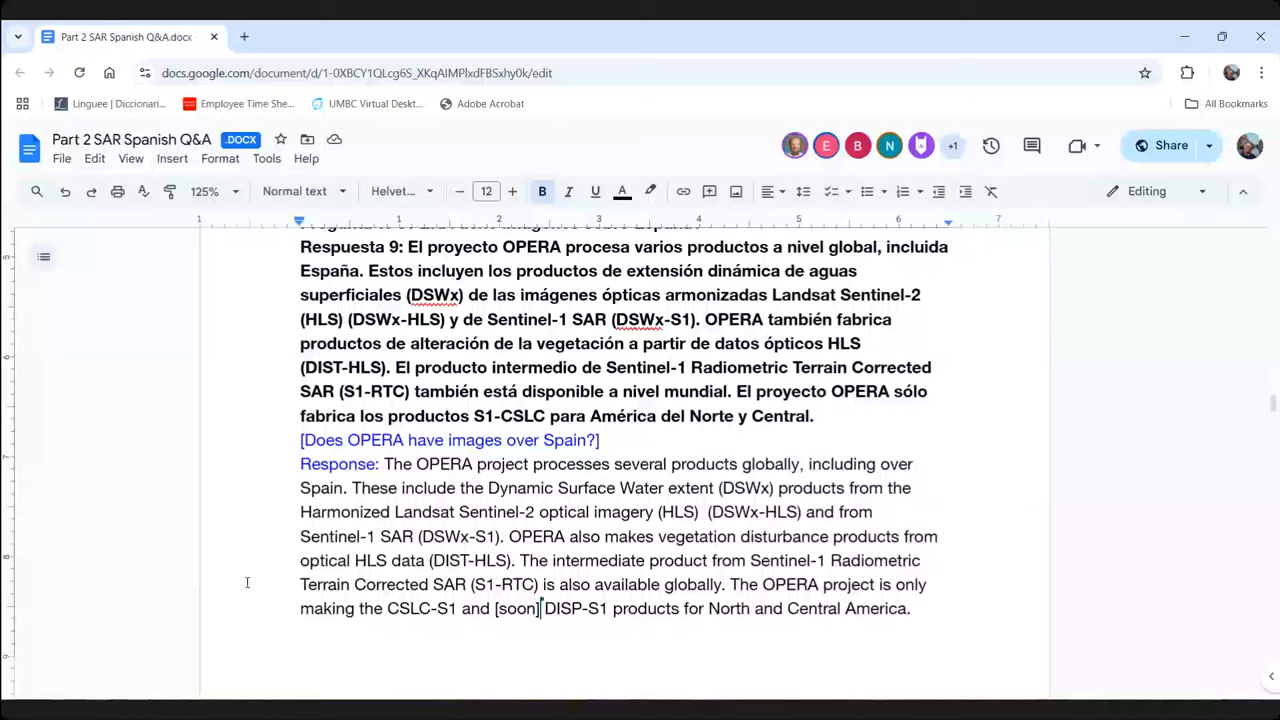 Part 2 SAR Spanish Q&A.docx
docs.google.com/document/d/1-0XBCY1QLcg6S_XKqAIMPlxdFBSxhy0k/edit
Linguee | Diccionari... Employee Time She... UMBC Virtual Deskt... Adobe Acrobat All Bookmarks
Part 2 SAR Spanish Q&A .DOCX
E B N +1 Share
File Edit View Insert Format Tools Help
125% Normal text Helvet... 12 B I U A Editing
1 1 2 3 4 5 6 7
Respuesta 9: El proyecto OPERA procesa varios productos a nivel global, incluida
España. Estos incluyen los productos de extensión dinámica de aguas
superficiales (DSWx) de las imágenes ópticas armonizadas Landsat Sentinel-2
(HLS) (DSWx-HLS) y de Sentinel-1 SAR (DSWx-S1). OPERA también fabrica
productos de alteración de la vegetación a partir de datos ópticos HLS
(DIST-HLS). El producto intermedio de Sentinel-1 Radiometric Terrain Corrected
SAR (S1-RTC) también está disponible a nivel mundial. El proyecto OPERA sólo
fabrica los productos S1-CSLC para América del Norte y Central.
[Does OPERA have images over Spain?]
Response: The OPERA project processes several products globally, including over
Spain. These include the Dynamic Surface Water extent (DSWx) products from the
Harmonized Landsat Sentinel-2 optical imagery (HLS) (DSWx-HLS) and from
Sentinel-1 SAR (DSWx-S1). OPERA also makes vegetation disturbance products from
optical HLS data (DIST-HLS). The intermediate product from Sentinel-1 Radiometric
Terrain Corrected SAR (S1-RTC) is also available globally. The OPERA project is only
making the CSLC-S1 and [soon] DISP-S1 products for North and Central America.